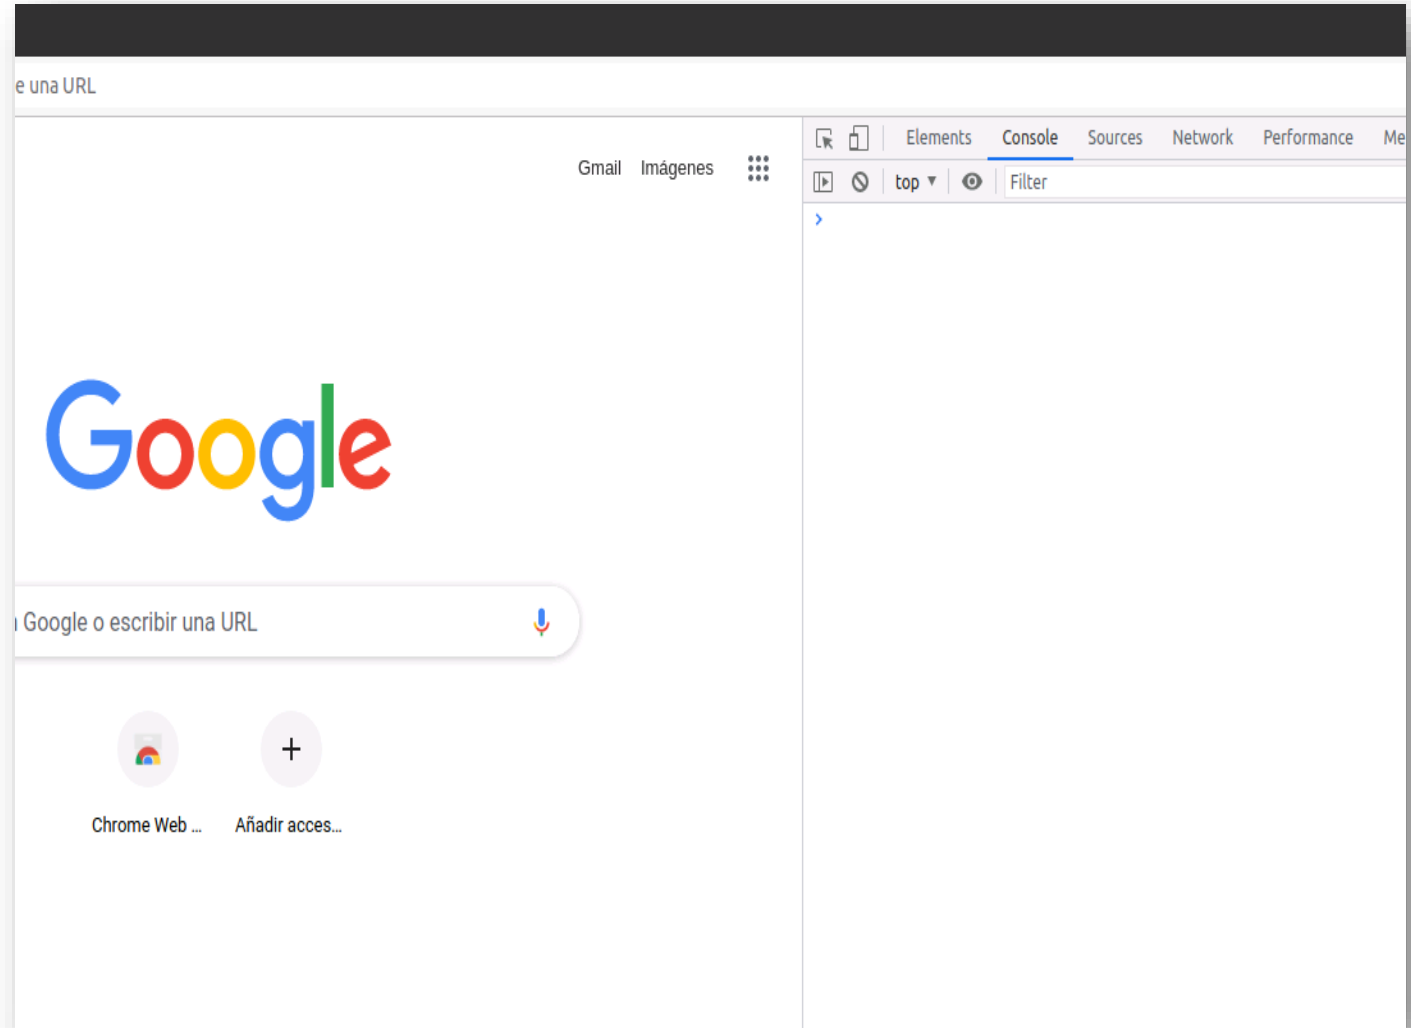 e una URL
Elements Console Sources Network Performance Me
Gmail Imágenes
top Filter
Google
Google o escribir una URL
Chrome Web ... Añadir acces...